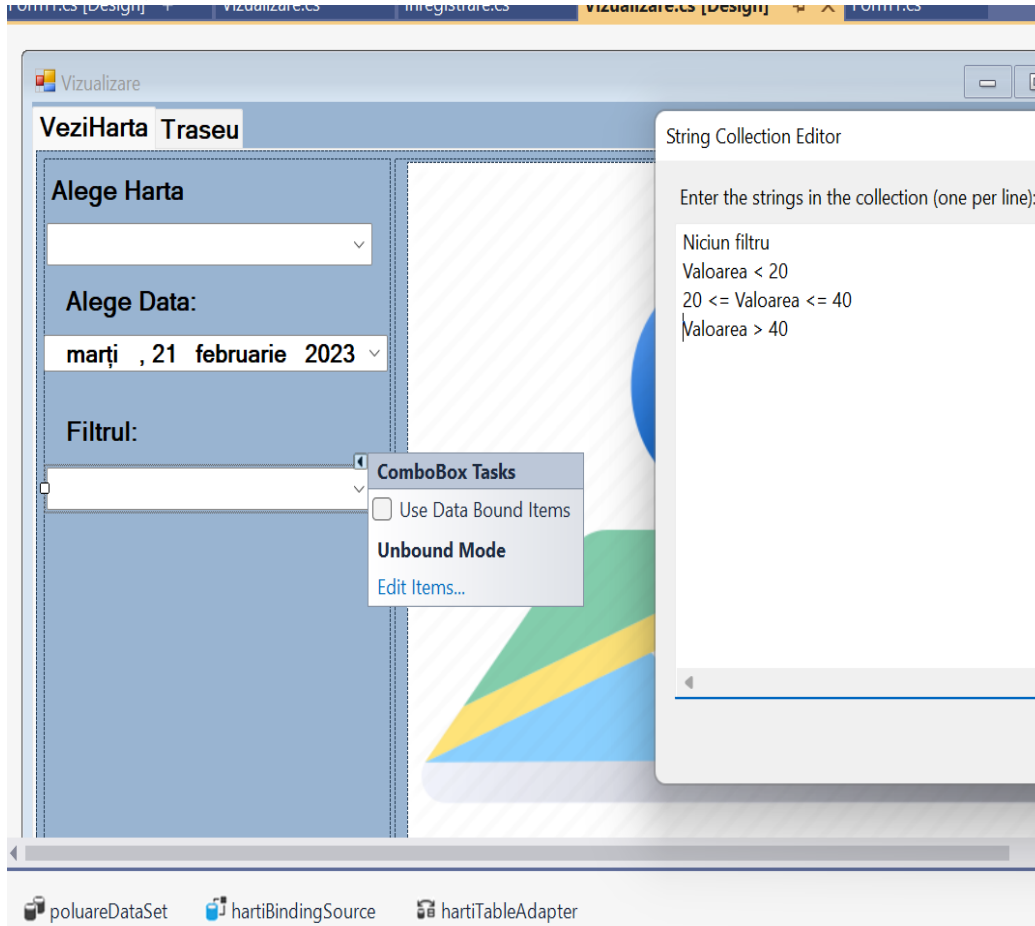 Form1.cs [Design]
Vizualizare.cs
Inregistrare.cs
Vizualizare.cs [Design]
Form1.cs
Vizualizare
VeziHarta
Traseu
Alege Harta
Alege Data:
marți , 21 februarie 2023
Filtrul:
ComboBox Tasks
Use Data Bound Items
Unbound Mode
Edit Items...
String Collection Editor
Enter the strings in the collection (one per line):
Niciun filtru
Valoarea < 20
20 <= Valoarea <= 40
Valoarea > 40
poluareDataSet
hartiBindingSource
hartiTableAdapter